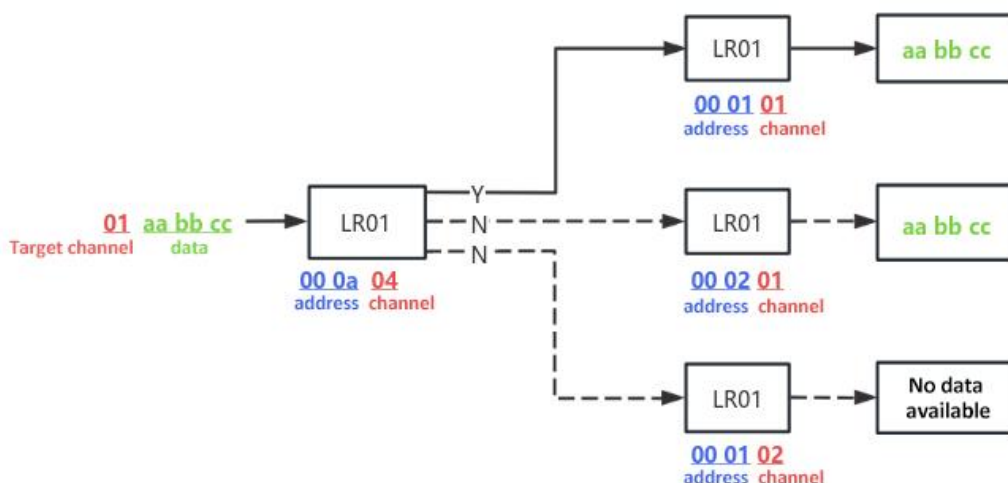 LR01
aa bb cc
00 01 01
address channel
Y
01 aa bb cc
Target channel data
LR01
N
N
00 0a 04
address channel
LR01
aa bb cc
00 02 01
address channel
LR01
No data
available
00 01 02
address channel